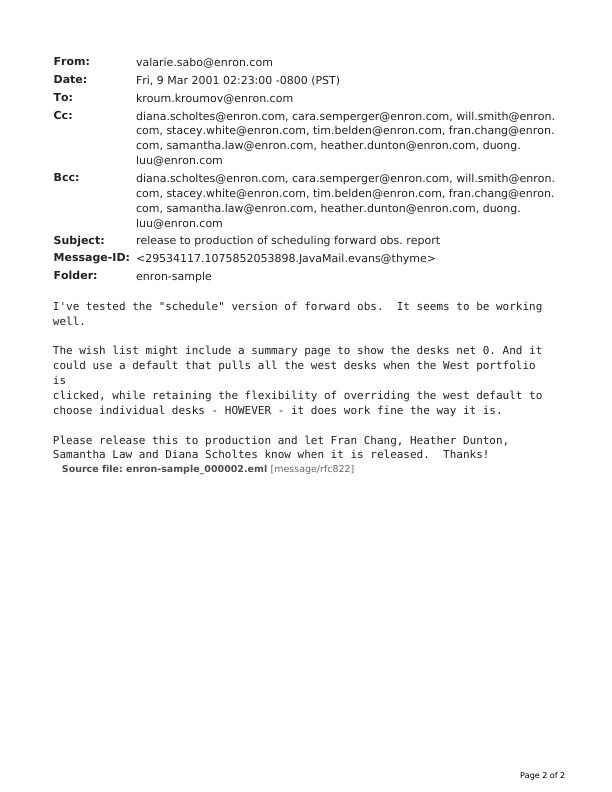 From: valarie.sabo@enron.com
Date: Fri, 9 Mar 2001 02:23:00 -0800 (PST)
To: kroum.kroumov@enron.com
Cc: diana.scholtes@enron.com, cara.semperger@enron.com, will.smith@enron.
com, stacey.white@enron.com, tim.belden@enron.com, fran.chang@enron.
com, samantha.law@enron.com, heather.dunton@enron.com, duong.
luu@enron.com
Bcc: diana.scholtes@enron.com, cara.semperger@enron.com, will.smith@enron.
com, stacey.white@enron.com, tim.belden@enron.com, fran.chang@enron.
com, samantha.law@enron.com, heather.dunton@enron.com, duong.
luu@enron.com
Subject: release to production of scheduling forward obs. report
Message-ID: <29534117.1075852053898.JavaMail.evans@thyme>
Folder: enron-sample
I've tested the "schedule" version of forward obs.  It seems to be working
well.
The wish list might include a summary page to show the desks net 0. And it
could use a default that pulls all the west desks when the West portfolio
is
clicked, while retaining the flexibility of overriding the west default to
choose individual desks - HOWEVER - it does work fine the way it is.
Please release this to production and let Fran Chang, Heather Dunton,
Samantha Law and Diana Scholtes know when it is released.  Thanks!
Source file: enron-sample_000002.eml [message/rfc822]
Page 2 of 2